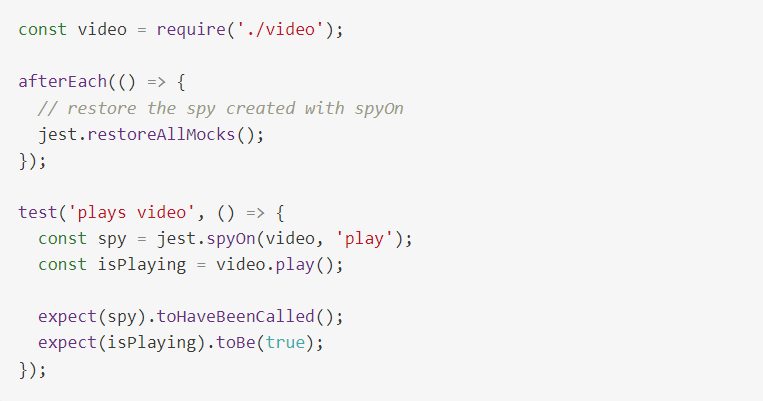 const video = require('./video');

afterEach(() => {
  // restore the spy created with spyOn
  jest.restoreAllMocks();
});

test('plays video', () => {
  const spy = jest.spyOn(video, 'play');
  const isPlaying = video.play();

  expect(spy).toHaveBeenCalled();
  expect(isPlaying).toBe(true);
});